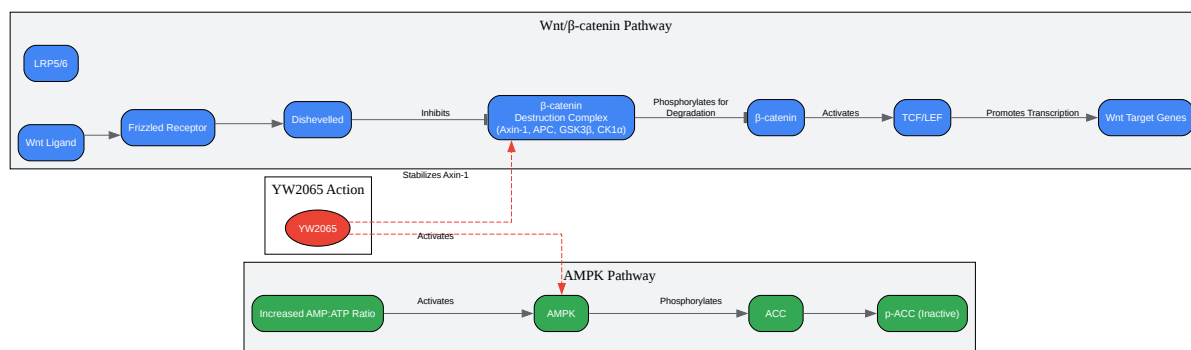 Wnt/β-catenin Pathway
LRP5/6
Wnt Ligand
Frizzled Receptor
Dishevelled
Inhibits
β-catenin
Destruction Complex
(Axin-1, APC, GSK3β, CK1α)
Phosphorylates for
Degradation
β-catenin
Activates
TCF/LEF
Promotes Transcription
Wnt Target Genes
Stabilizes Axin-1
YW2065 Action
YW2065
Activates
AMPK Pathway
Increased AMP:ATP Ratio
Activates
AMPK
Phosphorylates
ACC
p-ACC (Inactive)